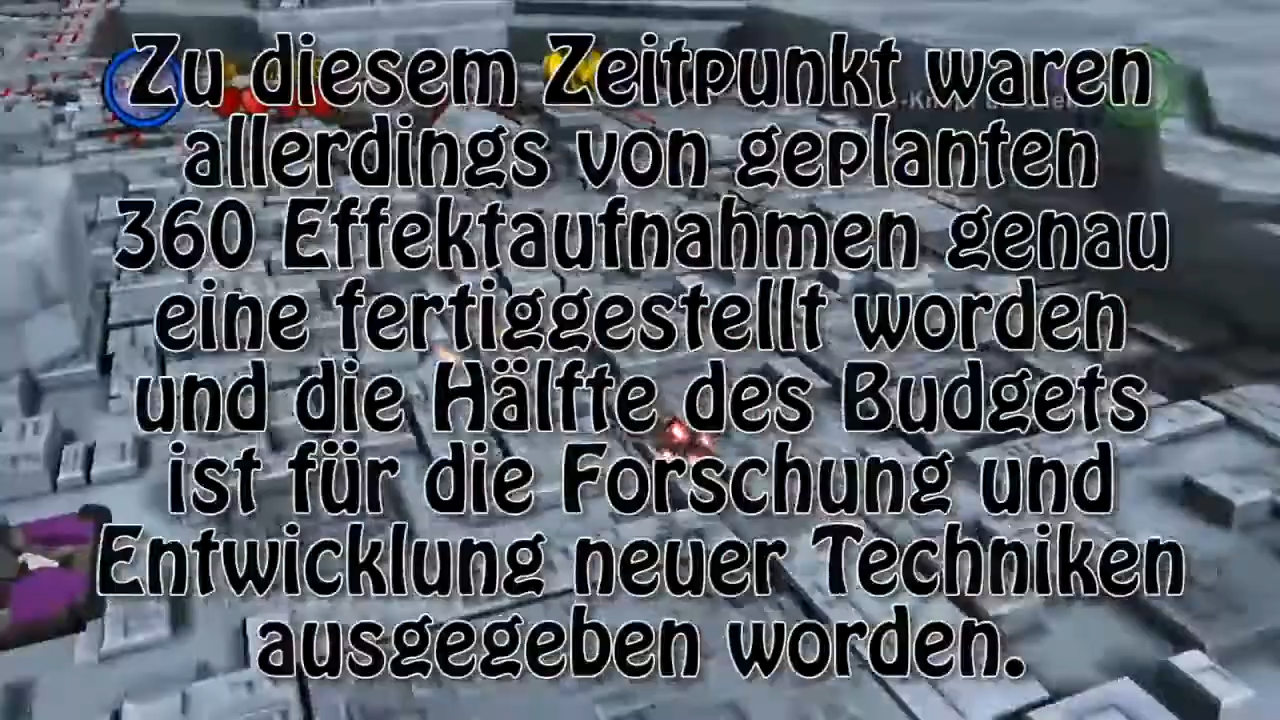 Zu diesem Zeitpunkt waren
allerdings von geplanten
360 Effektaufnahmen genau
eine fertiggestellt worden
und die Hälfte des Budgets
ist für die Forschung und
Entwicklung neuer Techniken
ausgegeben worden.